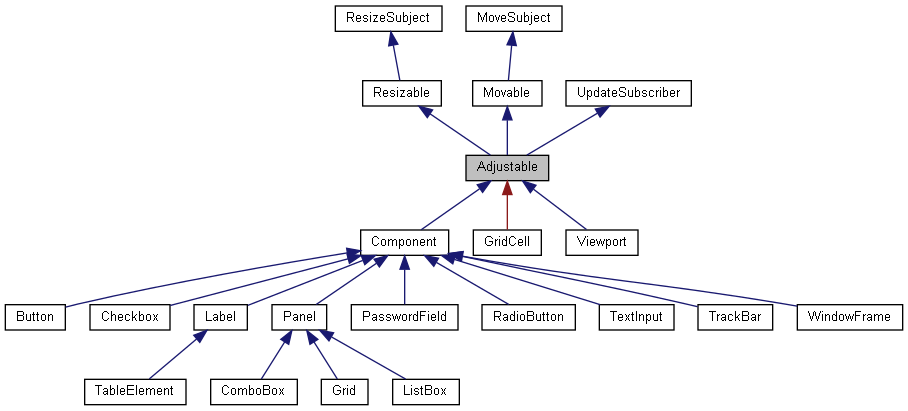 ResizeSubject MoveSubject
Resizable Movable UpdateSubscriber
Adjustable
Component GridCell Viewport
Button Checkbox Label Panel PasswordField RadioButton TextInput TrackBar WindowFrame
TableElement ComboBox Grid ListBox